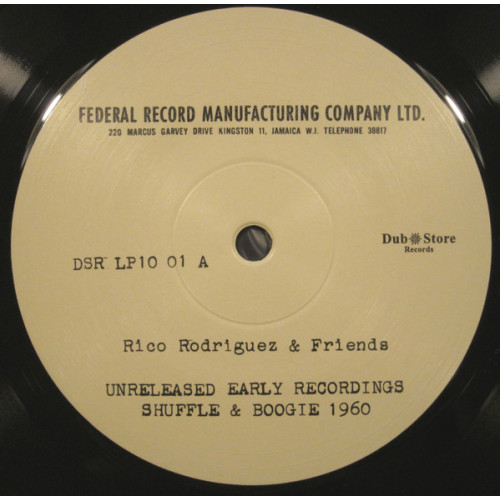 FEDERAL RECORD MANUFACTURING COMPANY LTD.
220 MARCUS GARVEY DRIVE KINGSTON 11, JAMAICA W.I. TELEPHONE 38817
Dub Store
Records
DSR LP10 01 A
Rico Rodriguez & Friends
UNRELEASED EARLY RECORDINGS
SHUFFLE & BOOGIE 1960